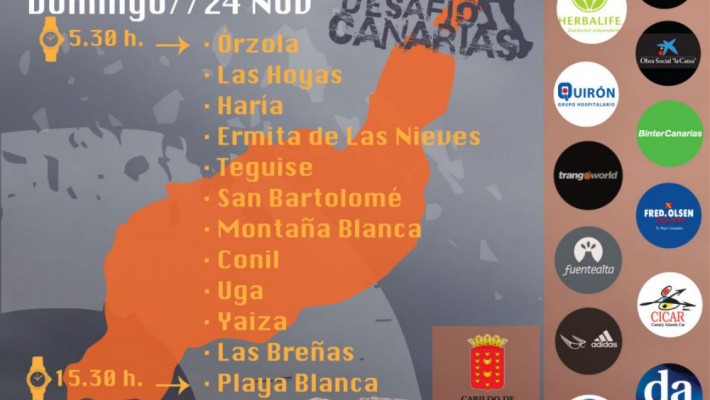 Domingo//24 Nov
DESAFÍO
CANARIAS
5.30 h.
· Órzola
· Las Hoyas
· Haría
· Ermita de Las Nieves
· Teguise
· San Bartolomé
· Montaña Blanca
· Conil
· Uga
· Yaiza
· Las Breñas
15.30 h.
· Playa Blanca
CABILDO DE
HERBALIFE
Obra Social "la Caixa"
QUIRÓN
GRUPO HOSPITALARIO
BinterCanarias
trangoworld
FRED. OLSEN
EXPRESS
fuentealta
CICAR
Canary Islands Car
adidas
da